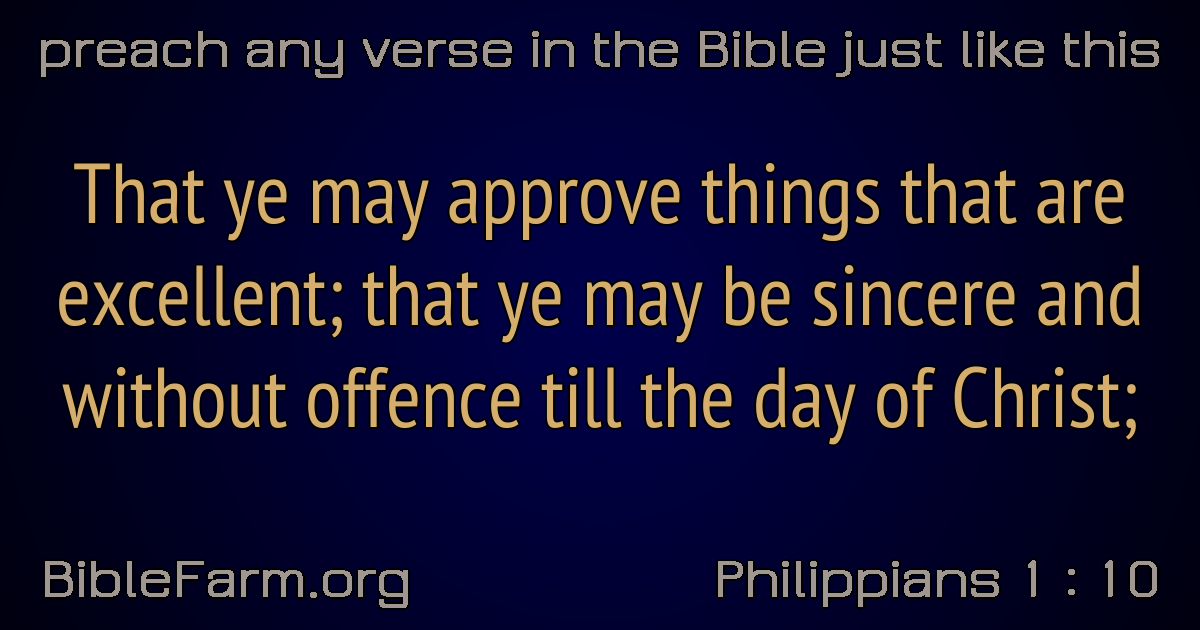 preach any verse in the Bible just like this
That ye may approve things that are
excellent; that ye may be sincere and
without offence till the day of Christ;
BibleFarm.org
Philippians 1 : 10